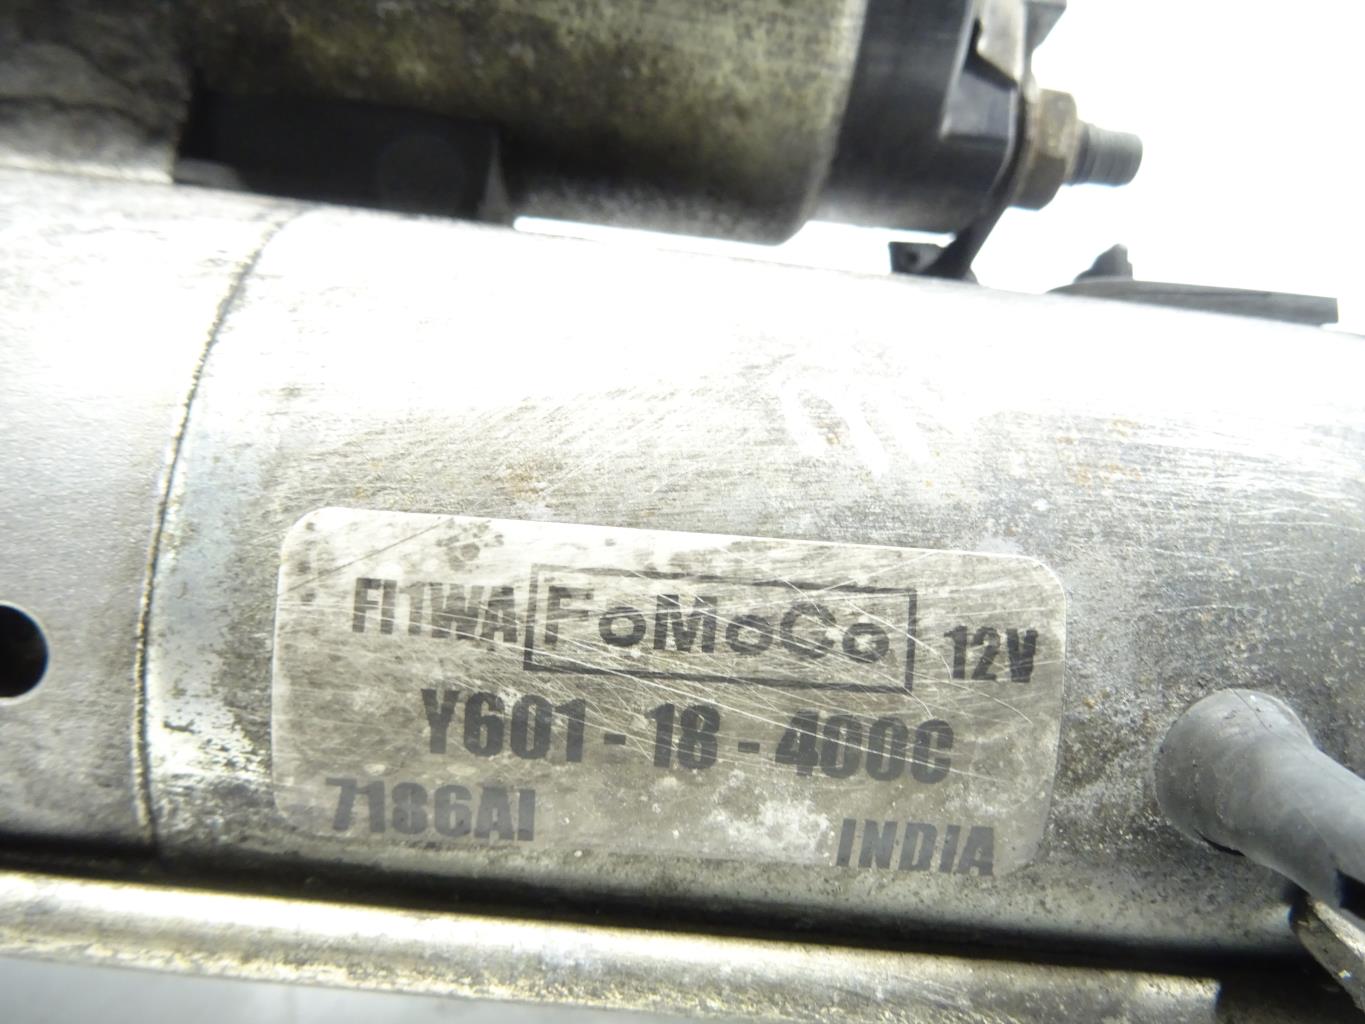 FI1WA FoMoCo 12V
Y601-18-400C
7186AI INDIA